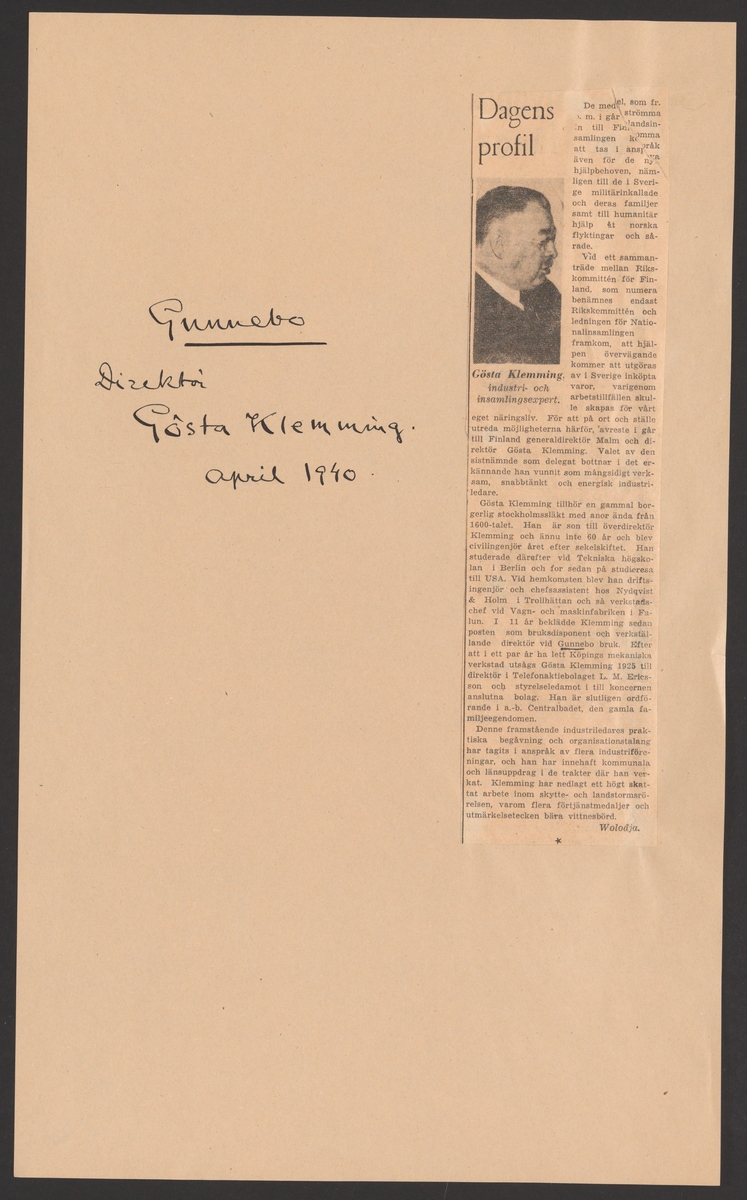 Gunnebo
Direktör
Gösta Klemming.
april 1940.
Dagens
profil
Gösta Klemming,
industri- och
insamlingsexpert.
De medel, som fr.
o. m. i går strömma
in till Finlandsin-
samlingen komma
att tas i anspråk
även för de nya
hjälpbehoven, näm-
ligen till de i Sveri-
ge militärinkallade
och deras familjer
samt till humanitär
hjälp åt norska
flyktingar och så-
rade.
Vid ett samman-
träde mellan Riks-
kommittén för Fin-
land, som numera
benämnes endast
Rikskommittén och
ledningen för Natio-
nalinsamlingen
framkom, att hjäl-
pen övervägande
kommer att utgöras
av i Sverige inköpta
varor, varigenom
arbetstillfällen skul-
le skapas för vårt
eget näringsliv. För att på ort och ställe
utreda möjligheterna härför, avreste i går
till Finland generaldirektör Malm och di-
rektör Gösta Klemming. Valet av den
sistnämnde som delegat bottnar i det er-
kännande han vunnit som mångsidigt verk-
sam, snabbtänkt och energisk industri-
ledare.
Gösta Klemming tillhör en gammal bor-
gerlig stockholmssläkt med anor ända från
1600-talet. Han är son till överdirektör
Klemming och ännu inte 60 år och blev
civilingenjör året efter sekelskiftet. Han
studerade därefter vid Tekniska högsko-
lan i Berlin och for sedan på studieresa
till USA. Vid hemkomsten blev han drifts-
ingenjör och chefsassistent hos Nydqvist
& Holm i Trollhättan och så verkstads-
chef vid Vagn- och maskinfabriken i Fa-
lun. I 11 år beklädde Klemming sedan
posten som bruksdisponent och verkstäl-
lande direktör vid Gunnebo bruk. Efter
att i ett par år ha lett Köpings mekaniska
verkstad utsågs Gösta Klemming 1925 till
direktör i Telefonaktiebolaget L. M. Erics-
son och styrelseledamot i till koncernen
anslutna bolag. Han är slutligen ordfö-
rande i a.-b. Centralbadet, den gamla fa-
miljeegendomen.
Denne framstående industriledares prak-
tiska begåvning och organisationstalang
har tagits i anspråk av flera industriföre-
ningar, och han har innehaft kommunala
och länsuppdrag i de trakter där han ver-
kat. Klemming har nedlagt ett högt skat-
tat arbete inom skytte- och landstormsrö-
relsen, varom flera förtjänstmedaljer och
utmärkelsetecken bära vittnesbörd.
Wolodja.
*